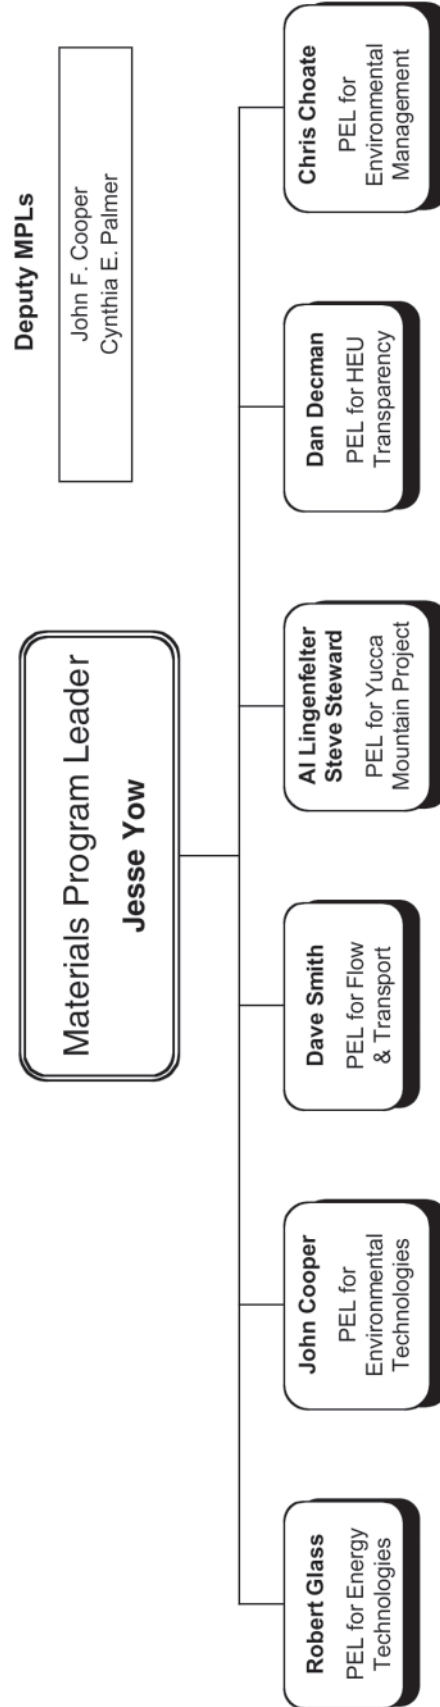 Materials Program Leader
Jesse Yow
Deputy MPLs
John F. Cooper
Cynthia E. Palmer
Robert Glass
PEL for Energy
Technologies
John Cooper
PEL for
Environmental
Technologies
Dave Smith
PEL for Flow
& Transport
Al Lingenfelter
Steve Steward
PEL for Yucca
Mountain Project
Dan Decman
PEL for HEU
Transparency
Chris Choate
PEL for
Environmental
Management